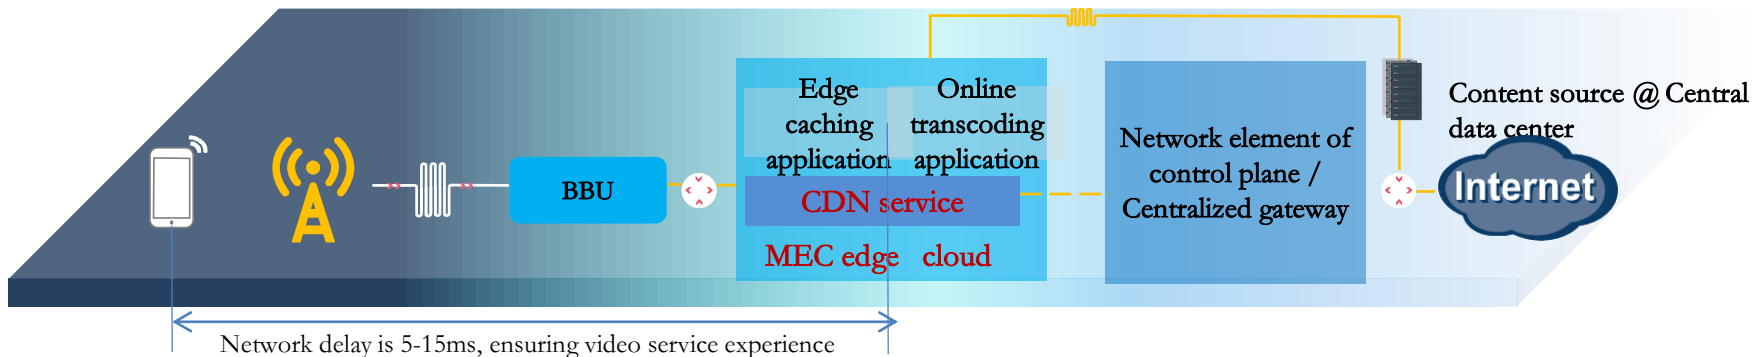 Edge
caching
application
Online
transcoding
application
CDN service
MEC edge cloud
BBU
Network element of
control plane /
Centralized gateway
Content source @ Central
data center
Internet
Network delay is 5-15ms, ensuring video service experience